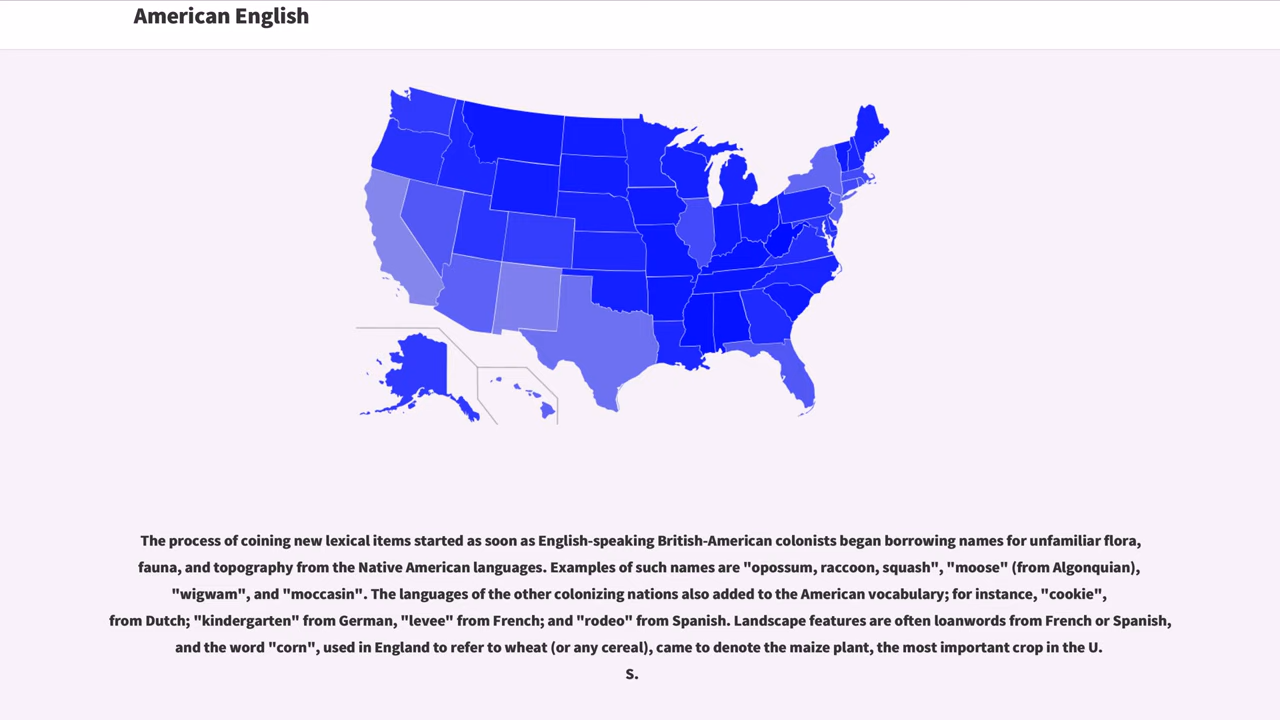 American English
The process of coining new lexical items started as soon as English-speaking British-American colonists began borrowing names for unfamiliar flora,
fauna, and topography from the Native American languages. Examples of such names are "opossum, raccoon, squash", "moose" (from Algonquian),
"wigwam", and "moccasin". The languages of the other colonizing nations also added to the American vocabulary; for instance, "cookie",
from Dutch; "kindergarten" from German, "levee" from French; and "rodeo" from Spanish. Landscape features are often loanwords from French or Spanish,
and the word "corn", used in England to refer to wheat (or any cereal), came to denote the maize plant, the most important crop in the U.
S.